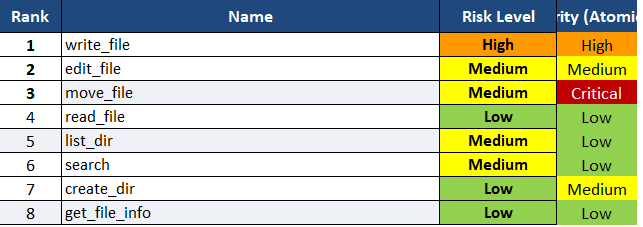 Rank Name Risk Level rity (Atomic
1 write_file High High
2 edit_file Medium Medium
3 move_file Medium Critical
4 read_file Low Low
5 list_dir Medium Low
6 search Medium Low
7 create_dir Low Medium
8 get_file_info Low Low